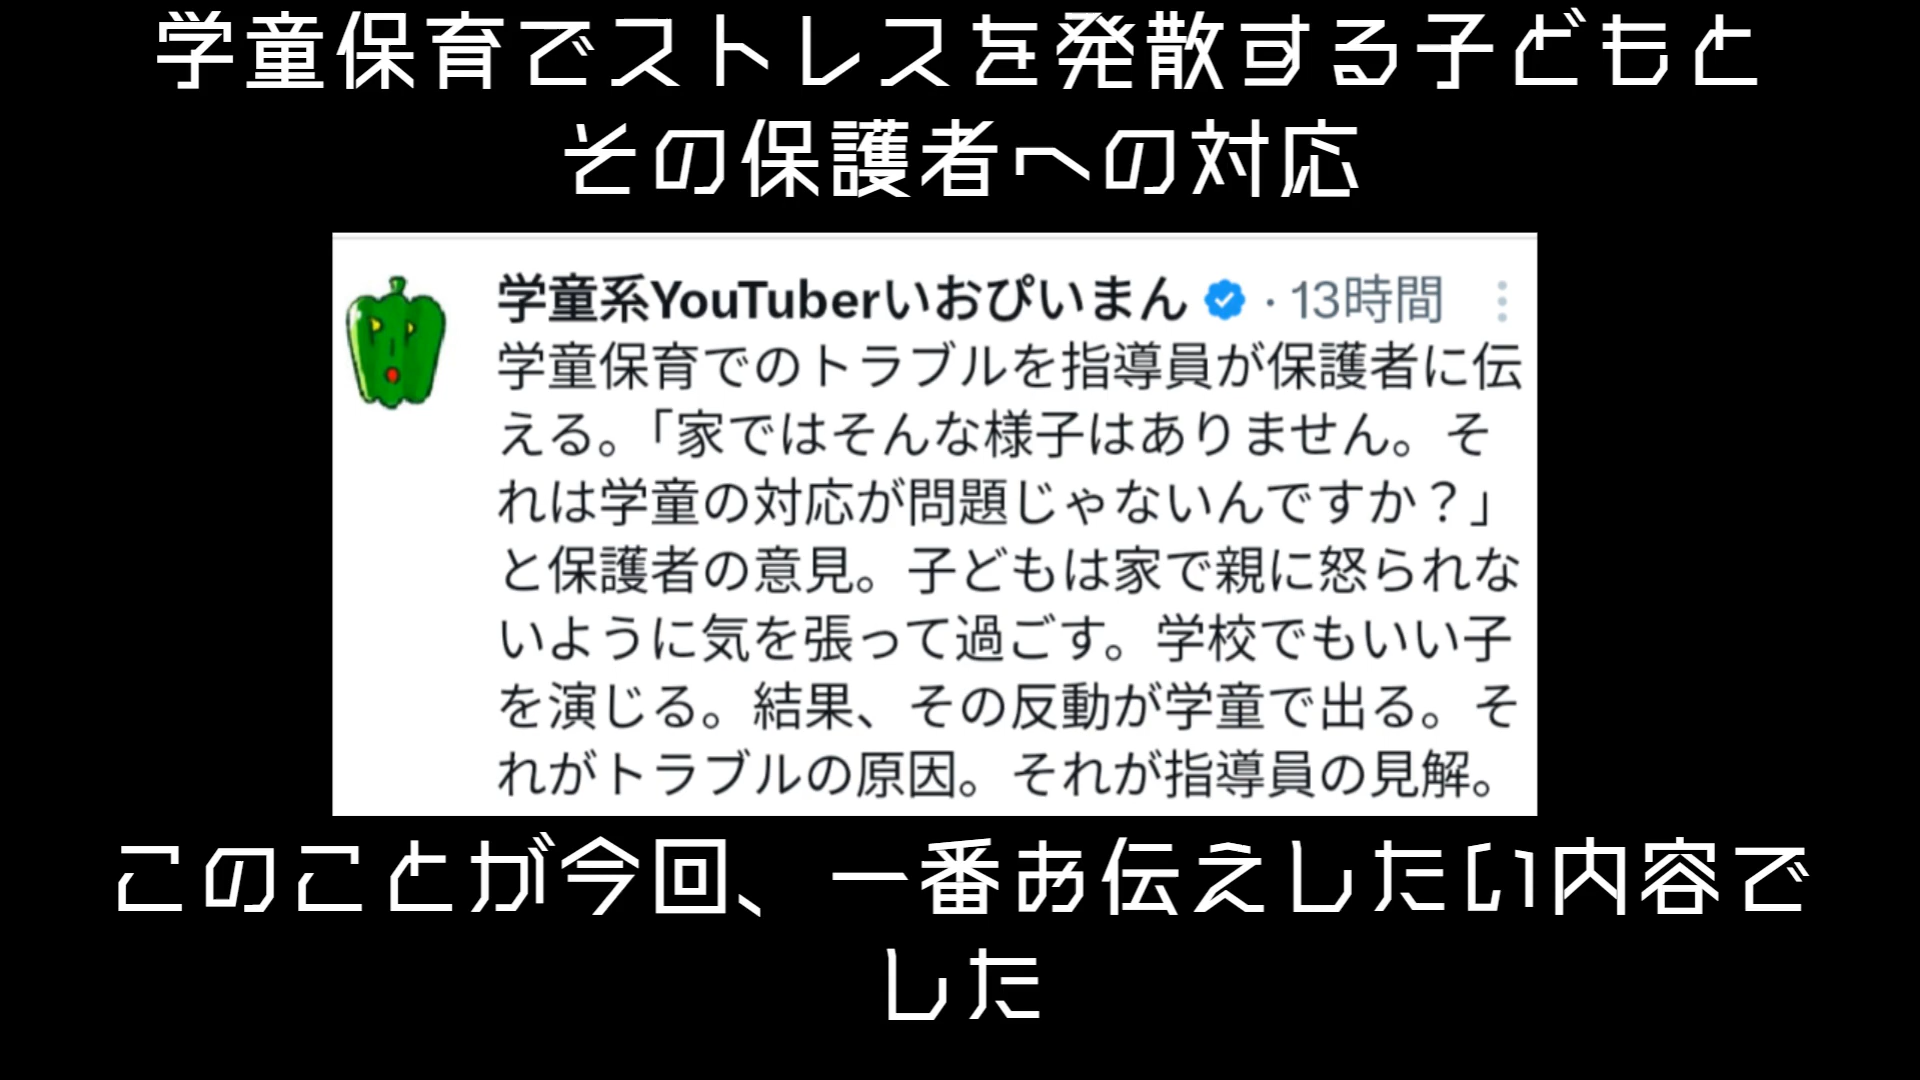 学童保育でストレスを発散する子どもと
その保護者への対応
学童系YouTuberいおぴいまん · 13時間
学童保育でのトラブルを指導員が保護者に伝
える。「家ではそんな様子はありません。そ
れは学童の対応が問題じゃないんですか？」
と保護者の意見。子どもは家で親に怒られな
いように気を張って過ごす。学校でもいい子
を演じる。結果、その反動が学童で出る。そ
れがトラブルの原因。それが指導員の見解。
このことが今回、一番お伝えしたい内容で
した